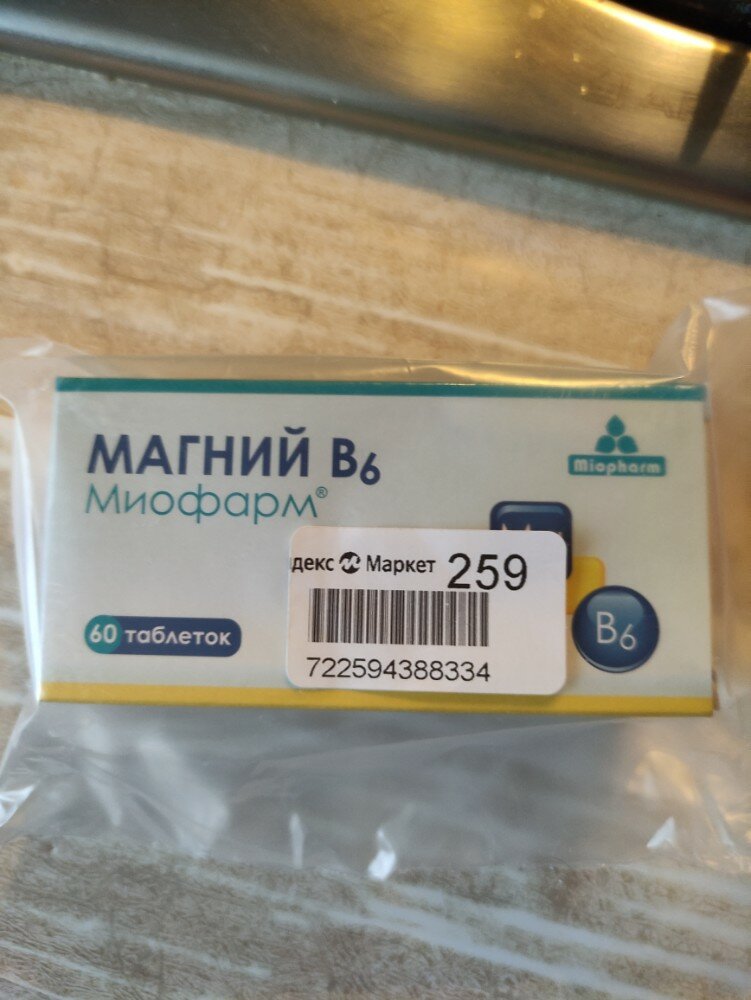 МАГНИЙ B6
Миофарм®
Miopharm
декс Маркет 259
722594388334
60 таблеток
B6